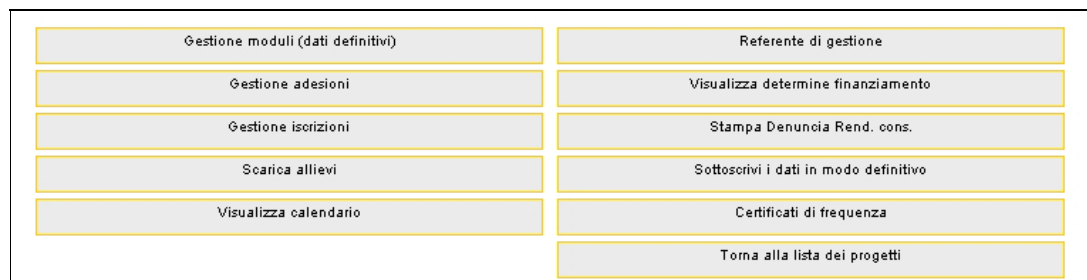 Gestione moduli (dati definitivi)
Referente di gestione
Gestione adesioni
Visualizza determine finanziamento
Gestione iscrizioni
Stampa Denuncia Rend. cons.
Scarica allievi
Sottoscrivi i dati in modo definitivo
Visualizza calendario
Certificati di frequenza
Torna alla lista dei progetti